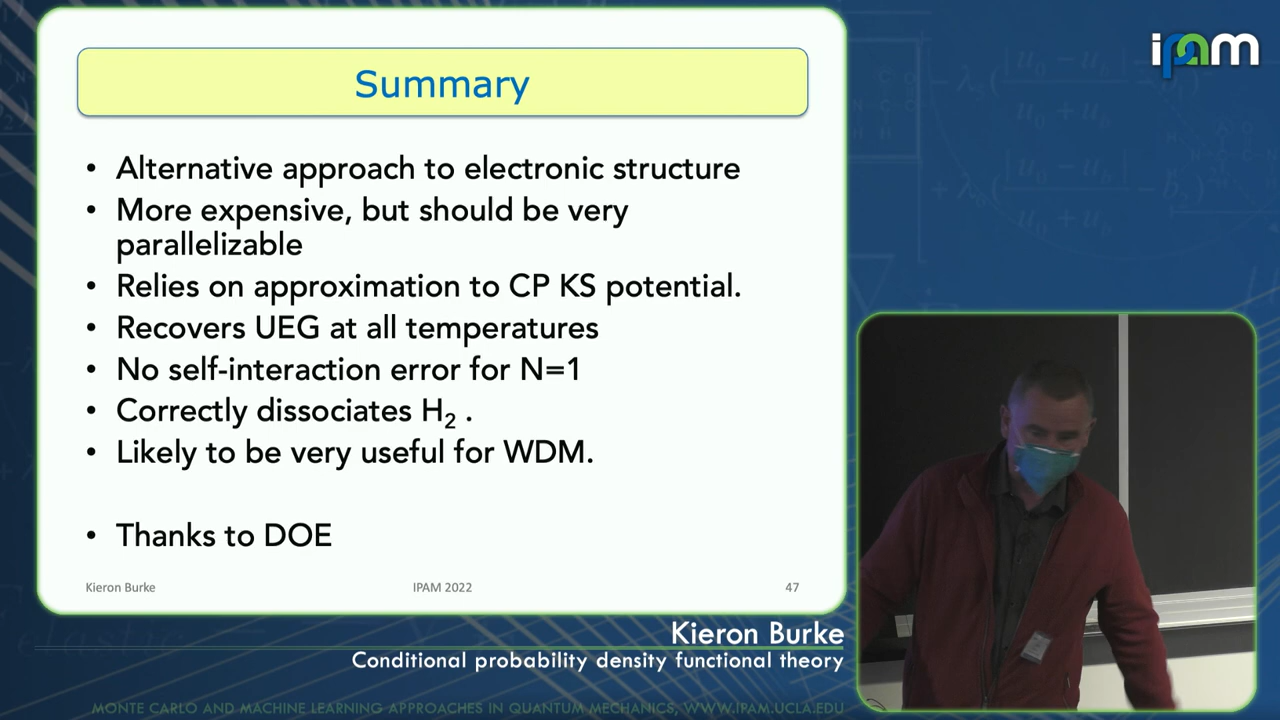 Summary
• Alternative approach to electronic structure
• More expensive, but should be very
parallelizable
• Relies on approximation to CP KS potential.
• Recovers UEG at all temperatures
• No self-interaction error for N=1
• Correctly dissociates H₂ .
• Likely to be very useful for WDM.
• Thanks to DOE
Kieron Burke IPAM 2022 47
ipam
Kieron Burke
Conditional probability density functional theory
MONTE CARLO AND MACHINE LEARNING APPROACHES IN QUANTUM MECHANICS, WWW.IPAM.UCLA.EDU